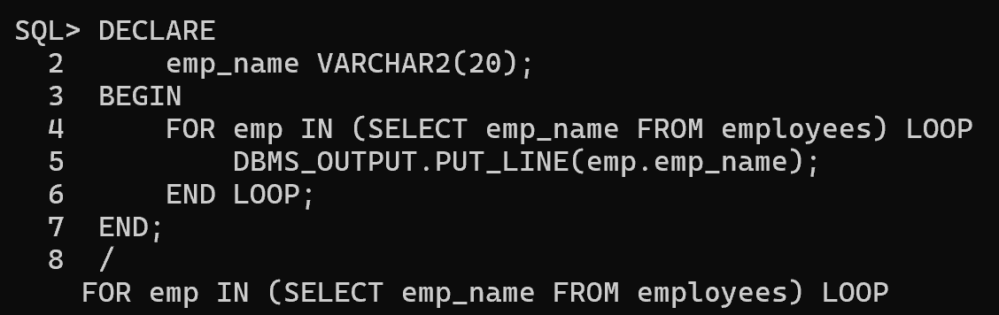 SQL> DECLARE
  2      emp_name VARCHAR2(20);
  3  BEGIN
  4      FOR emp IN (SELECT emp_name FROM employees) LOOP
  5          DBMS_OUTPUT.PUT_LINE(emp.emp_name);
  6      END LOOP;
  7  END;
  8  /
    FOR emp IN (SELECT emp_name FROM employees) LOOP